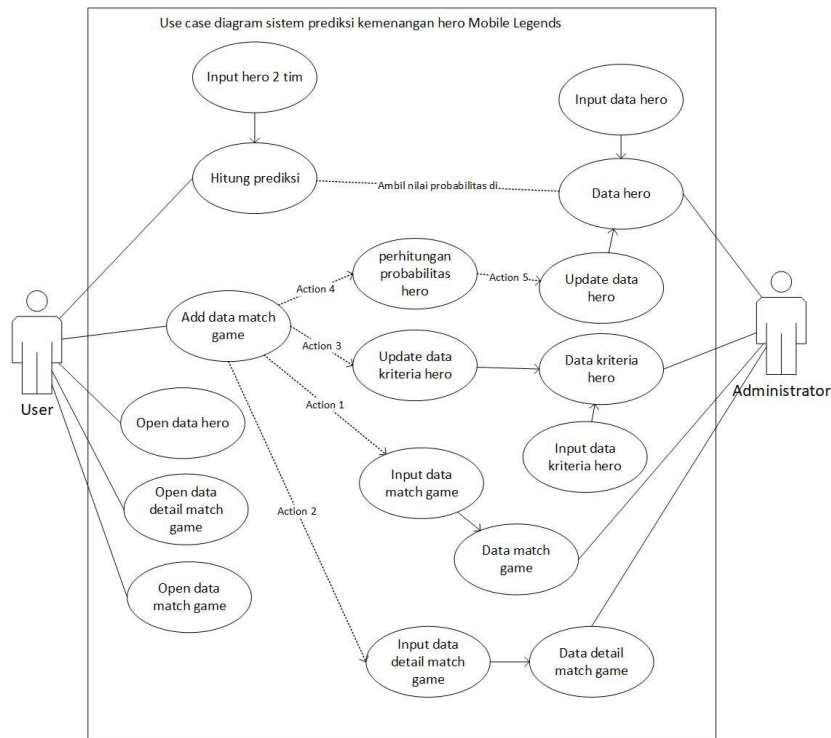 Use case diagram sistem prediksi kemenangan hero Mobile Legends
Input hero 2 tim
Input data hero
Hitung prediksi
Ambil nilai probabilitas di
Data hero
perhitungan
probabilitas
hero
Action 4
Action 5
Update data
hero
Add data match
game
Action 3
Update data
kriteria hero
Data kriteria
hero
User
Administrator
Action 1
Open data hero
Input data
kriteria hero
Input data
match game
Open data
detail match
game
Action 2
Data match
game
Open data
match game
Input data
detail match
game
Data detail
match game